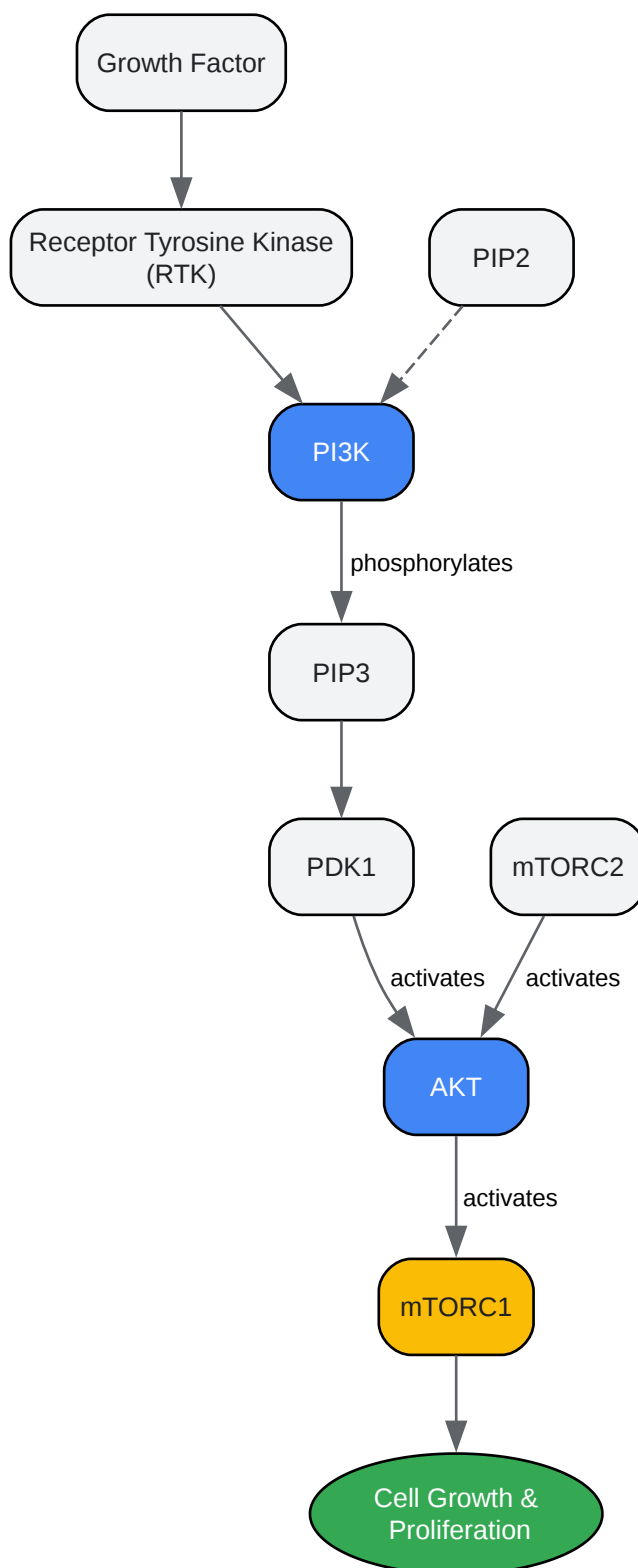 Growth Factor
Receptor Tyrosine Kinase
(RTK)
PIP2
PI3K
phosphorylates
PIP3
PDK1
mTORC2
activates
activates
AKT
activates
mTORC1
Cell Growth &
Proliferation